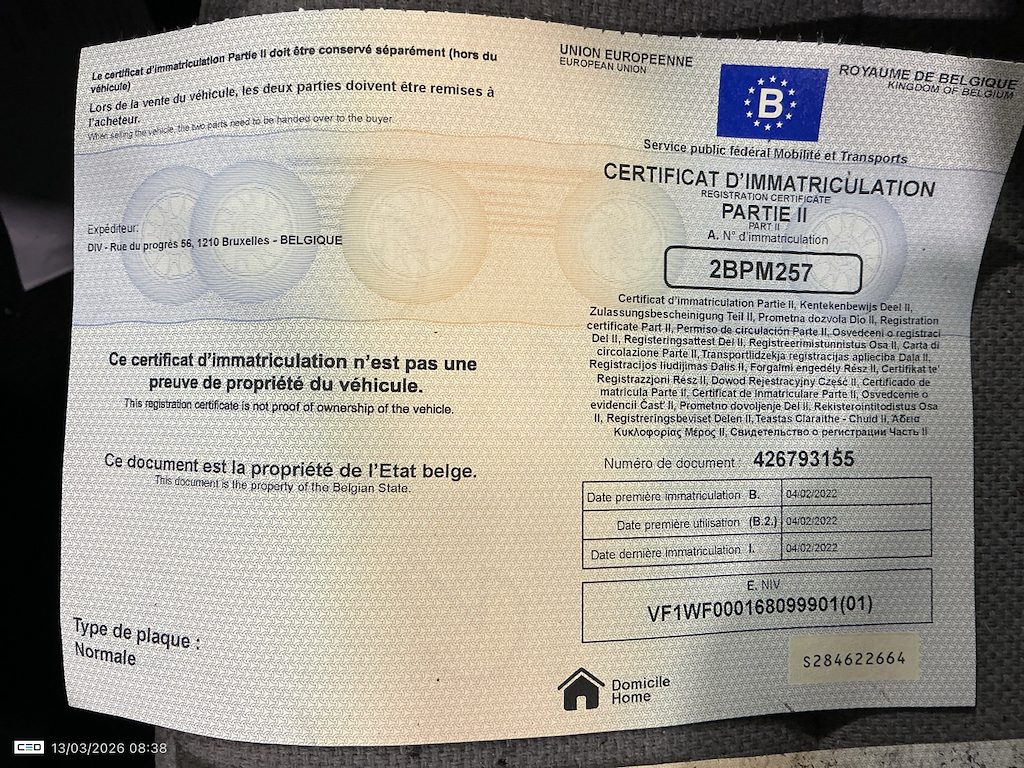 Le certificat d'immatriculation Partie II doit être conservé séparément (hors du
véhicule)
Lors de la vente du véhicule, les deux parties doivent être remises à
l'acheteur.
When selling the vehicle, the two parts need to be handed over to the buyer.
Expéditeur:
DIV - Rue du progrès 56, 1210 Bruxelles - BELGIQUE
Ce certificat d'immatriculation n'est pas une
preuve de propriété du véhicule.
This registration certificate is not proof of ownership of the vehicle.
Ce document est la propriété de l'Etat belge.
This document is the property of the Belgian State.
Type de plaque :
Normale
UNION EUROPEENNE
EUROPEAN UNION
B
ROYAUME DE BELGIQUE
KINGDOM OF BELGIUM
Service public fédéral Mobilité et Transports
CERTIFICAT D'IMMATRICULATION
REGISTRATION CERTIFICATE
PARTIE II
PART II
A. N° d'immatriculation
2BPM257
Certificat d'immatriculation Partie II, Kentekenbewijs Deel II,
Zulassungsbescheinigung Teil II, Prometna dozvola Dio II, Registration
certificate Part II, Permiso de circulación Parte II, Osvedceni o registraci
Del II, Registeringsattest Del II, Registreerimistunnistus Osa II, Carta di
circolazione Parte II, Transportlidzekja registracijas aplieciba Dala II,
Registracijos liudijimas Dalis II, Forgalmi engedély Rész II, Certifikat te'
Registrazzjoni Rész II, Dowod Rejestracyjny Część II, Certificado de
matricula Parte II, Certificat de inmatriculare Parte II, Osvedcenie o
evidencii Čast' II, Prometno dovoljenje Del II, Rekisterointitodistus Osa
II, Registreringsbeviset Delen II, Teastas Claraithe - Chuid II, Άδεια
Κυκλοφορίας Μέρος II, Свидетельство о регистрации Часть II
Numéro de document : 426793155
Date première immatriculation B. 04/02/2022
Date première utilisation (B.2.) 04/02/2022
Date dernière immatriculation I. 04/02/2022
E. NIV
VF1WF000168099901(01)
S284622664
Domicile
Home
CEO 13/03/2026 08:38